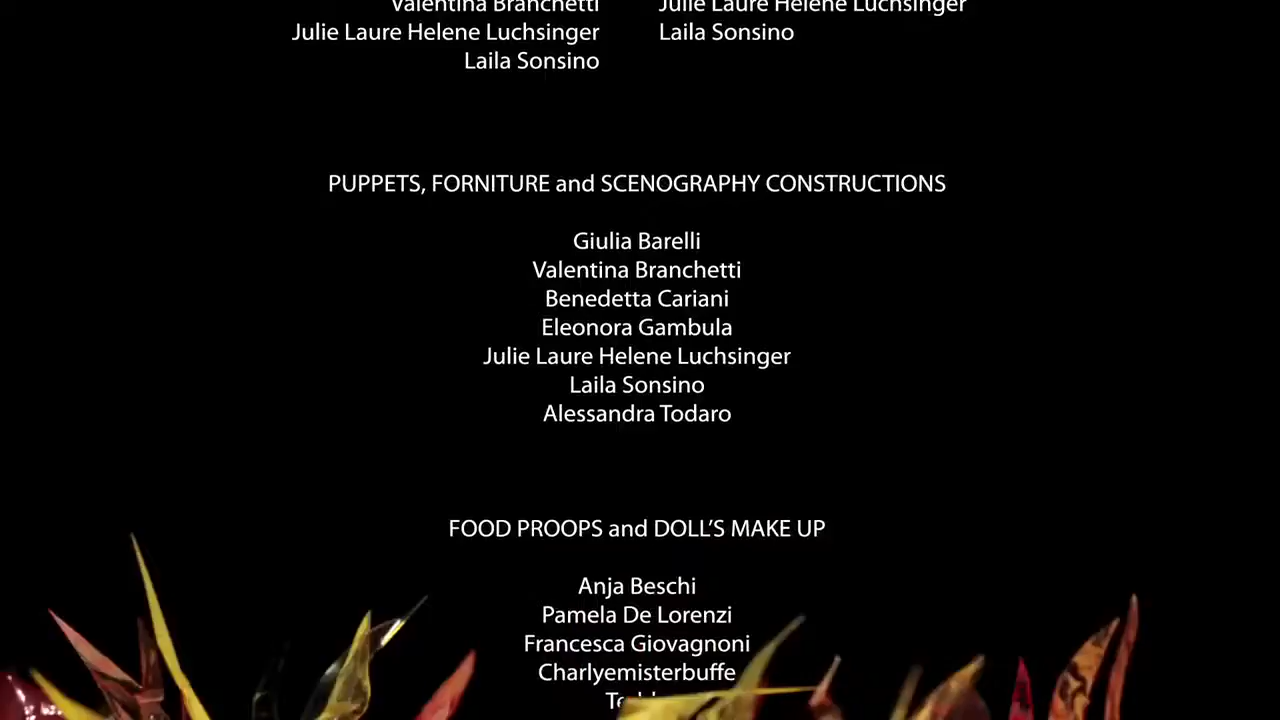 Valentina Branchetti
Julie Laure Helene Luchsinger
Laila Sonsino
Julie Laure Helene Luchsinger
Laila Sonsino
PUPPETS, FORNITURE and SCENOGRAPHY CONSTRUCTIONS
Giulia Barelli
Valentina Branchetti
Benedetta Cariani
Eleonora Gambula
Julie Laure Helene Luchsinger
Laila Sonsino
Alessandra Todaro
FOOD PROOPS and DOLL'S MAKE UP
Anja Beschi
Pamela De Lorenzi
Francesca Giovagnoni
Charlyemisterbuffe